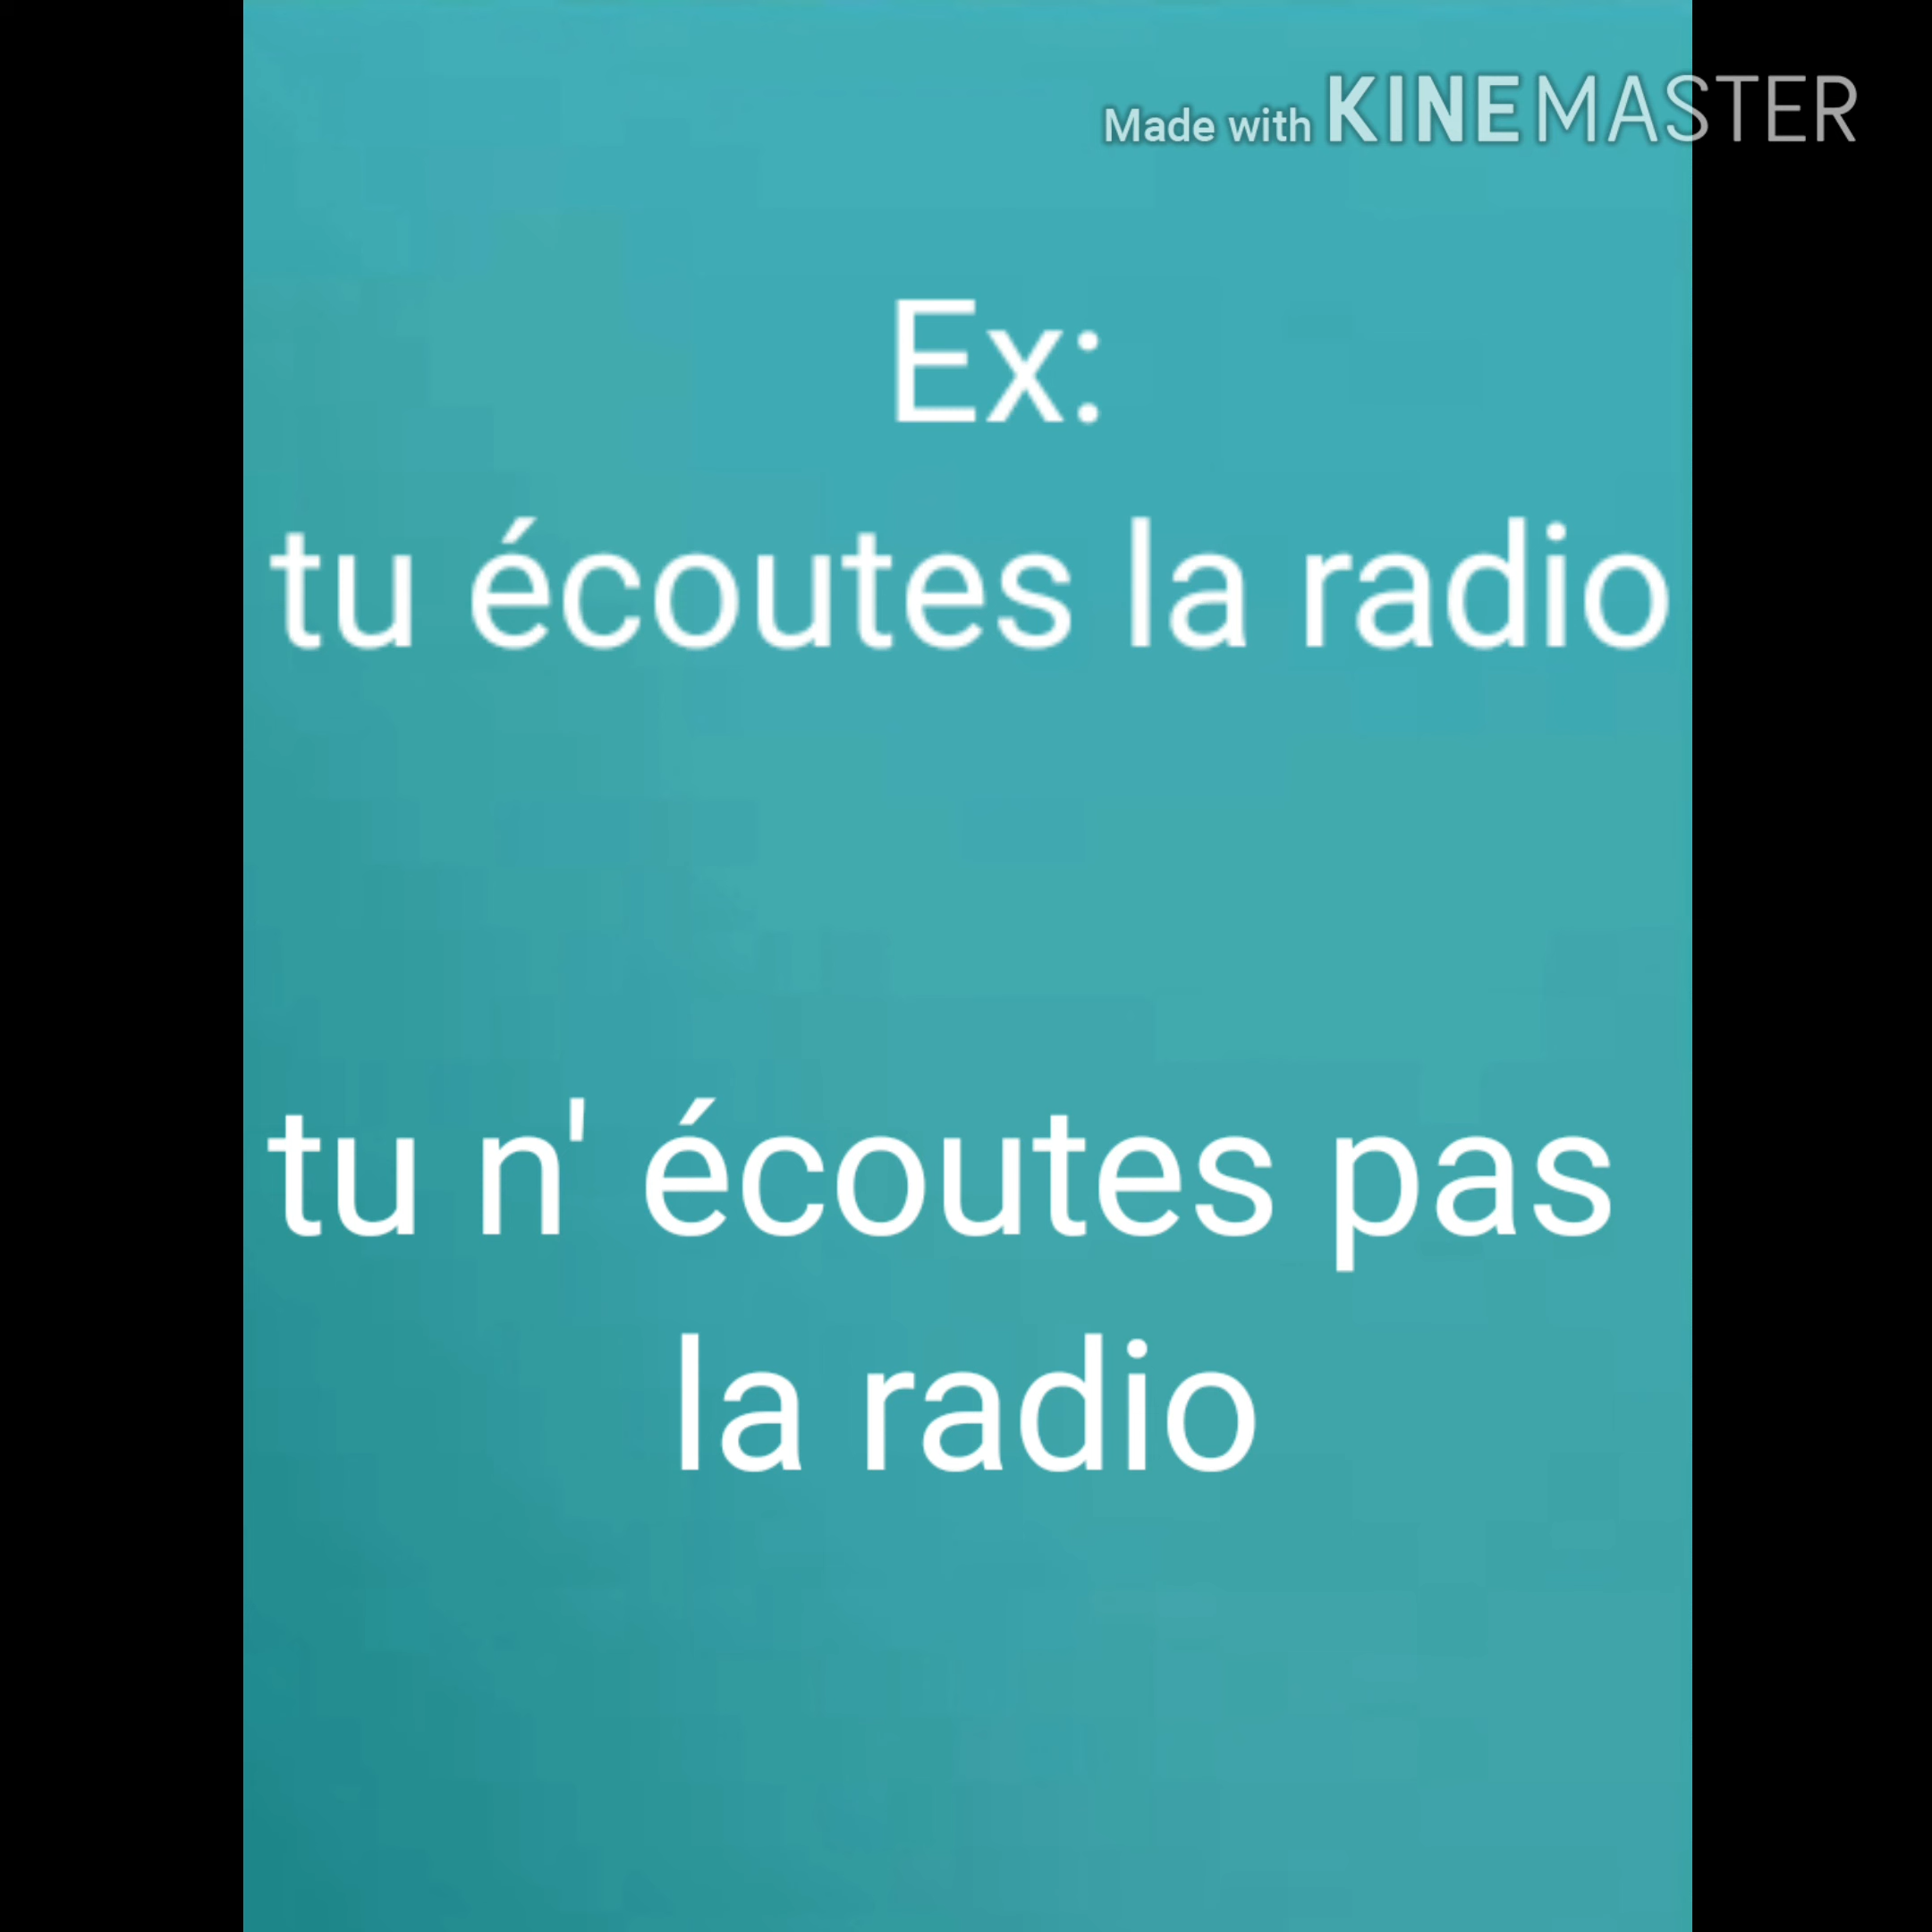 Made with KINEMASTER
Ex:
tu écoutes la radio
tu n' écoutes pas
la radio